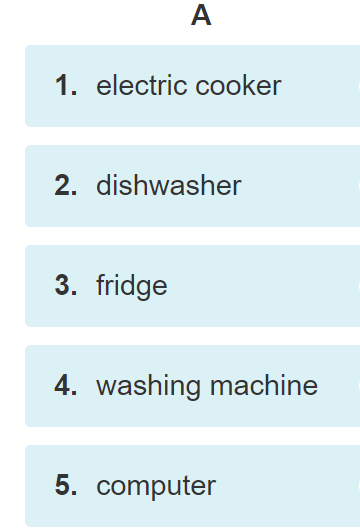 A
1. electric cooker
2. dishwasher
3. fridge
4. washing machine
5. computer